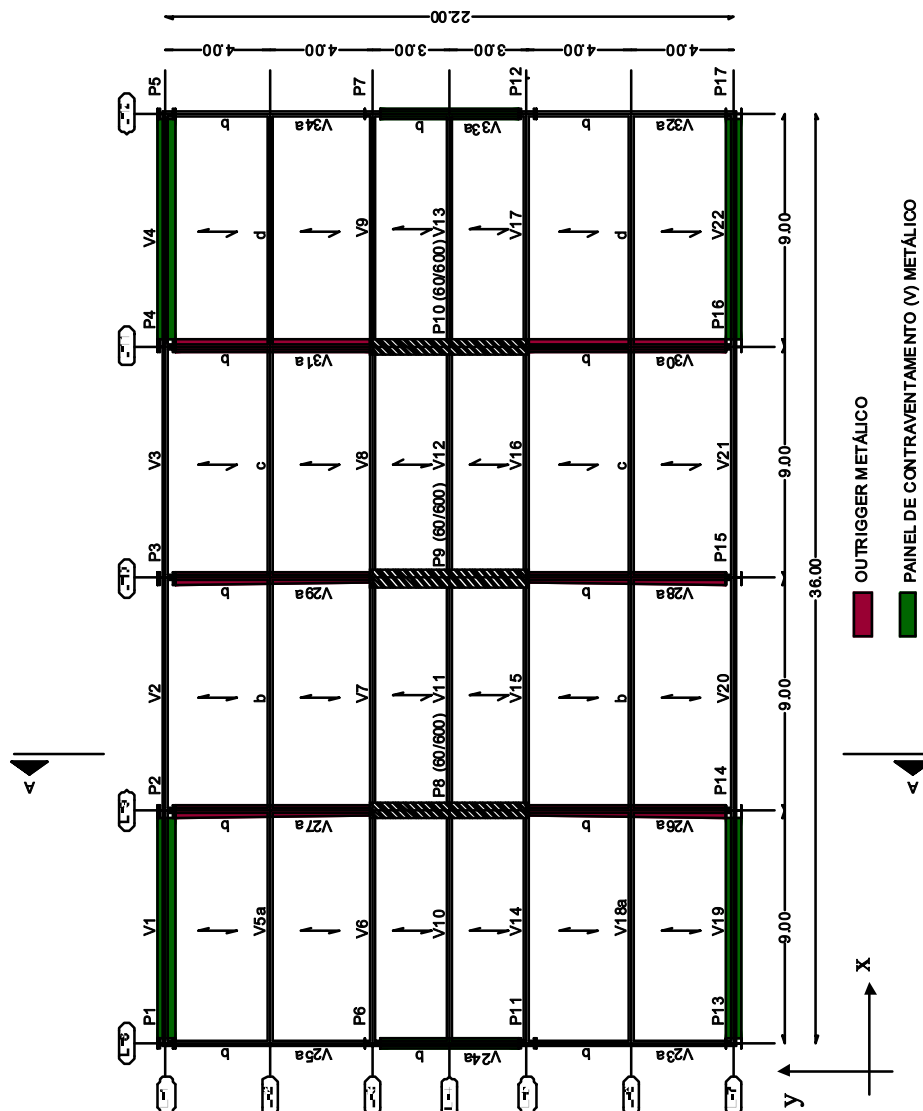 22.00
4.00 4.00 3.00 3.00 4.00 4.00
P5 P7 P12 P17
b V34a b V33a b V32a
V4 d V9 V13 V17 d V22
P4 P10 (60/600) P16
b V31a b V30a
V3 c V8 V12 V16 c V21
P3 P9 (60/600) P15
b V29a b V28a
V2 b V7 V11 V15 b V20
P2 P8 (60/600) P14
b V27a b V26a
V1 V5a V6 V10 V14 V18a V19
P1 P6 P11 P13
b V25a b V24a b V23a
9.00 9.00 9.00 9.00
36.00
A A
x
y
OUTRIGGER METÁLICO
PAINEL DE CONTRAVENTAMENTO (V) METÁLICO